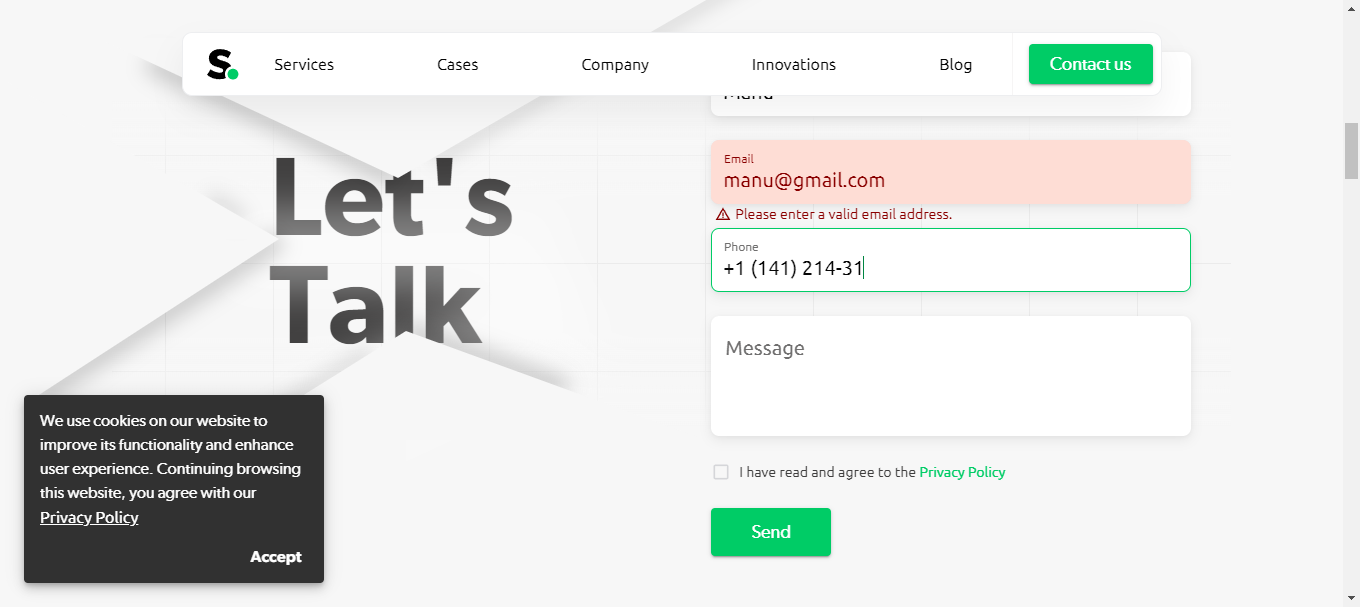 S.
Services
Cases
Company
Innovations
Blog
Contact us
Manu
Let's
Talk
Email
manu@gmail.com
Please enter a valid email address.
Phone
+1 (141) 214-31
Message
I have read and agree to the Privacy Policy
Send
We use cookies on our website to
improve its functionality and enhance
user experience. Continuing browsing
this website, you agree with our
Privacy Policy
Accept